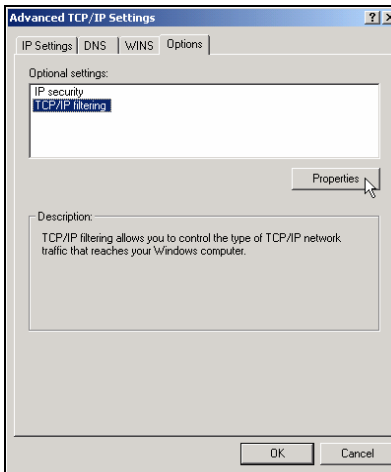 Advanced TCP/IP Settings
IP Settings DNS WINS Options
Optional settings:
IP security
TCP/IP filtering
Properties
Description:
TCP/IP filtering allows you to control the type of TCP/IP network
traffic that reaches your Windows computer.
OK Cancel